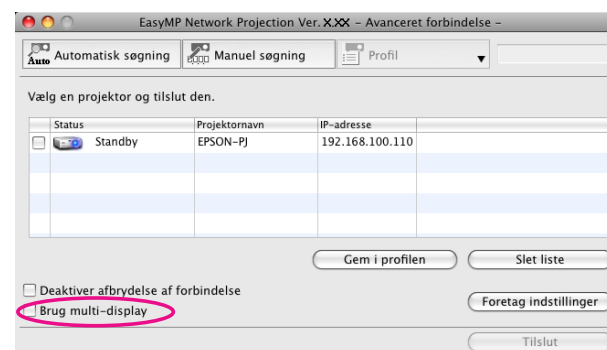 EasyMP Network Projection Ver. X.XX – Avanceret forbindelse –
Auto Automatisk søgning Manuel søgning Profil
Vælg en projektor og tilslut den.
Status Projektornavn IP-adresse
Standby EPSON-PJ 192.168.100.110
Gem i profilen Slet liste
Deaktiver afbrydelse af forbindelse
Brug multi-display
Foretag indstillinger
Tilslut